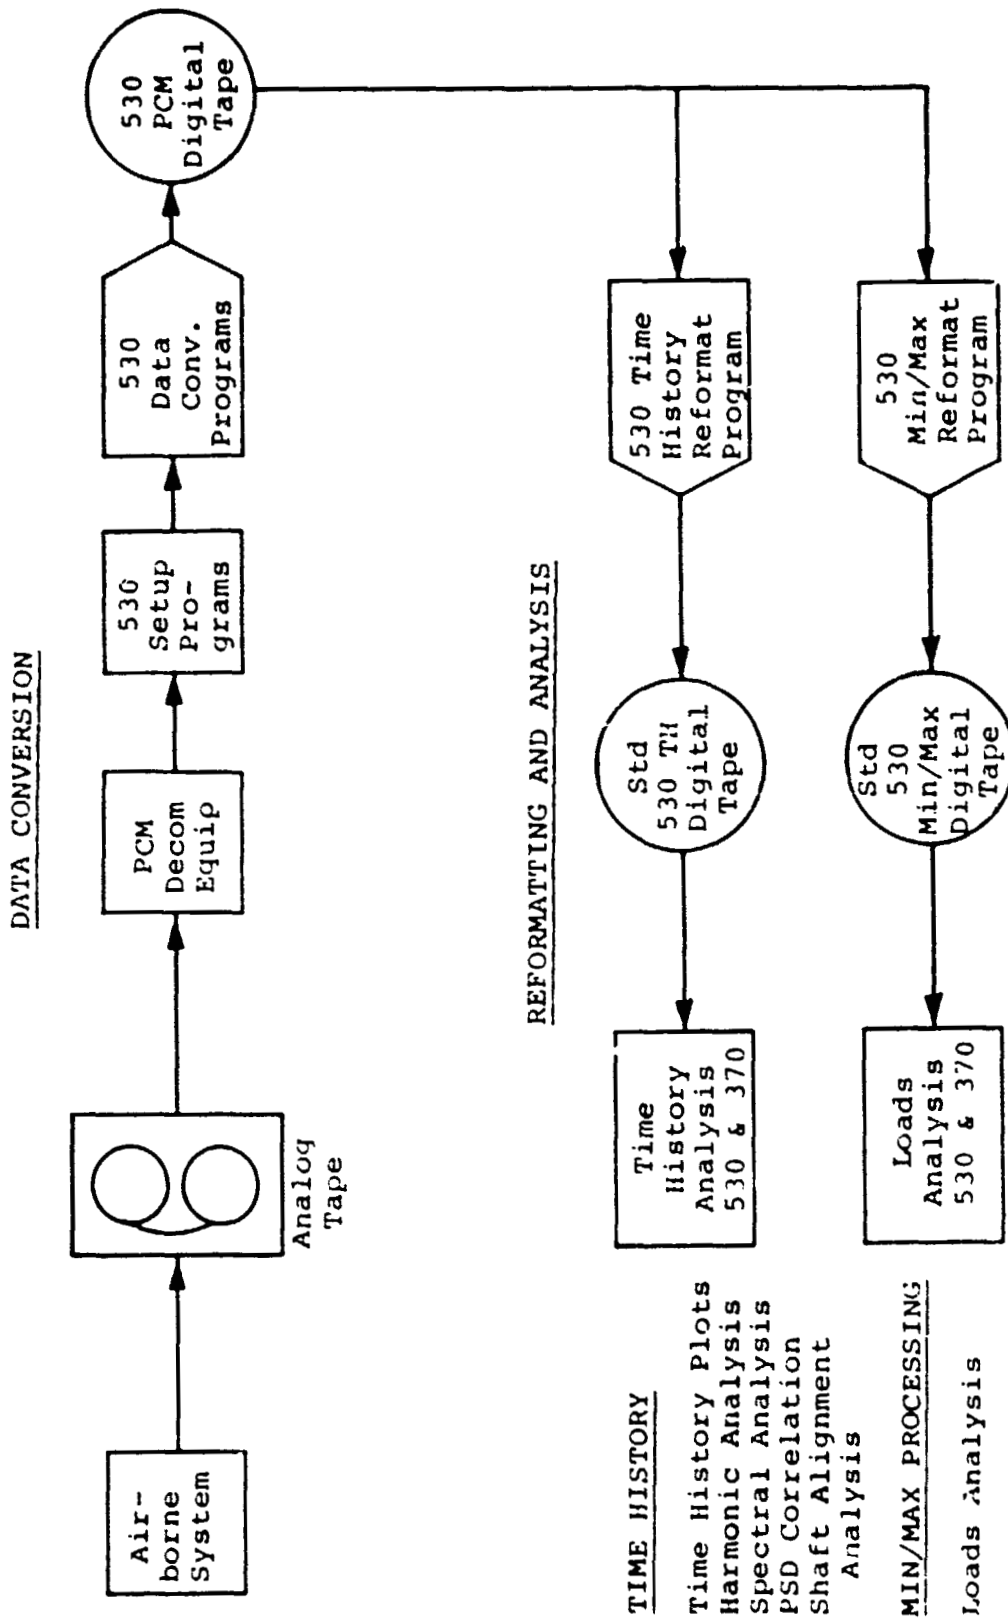 DATA CONVERSION
Air-
borne
System
Analog
Tape
PCM
Decom
Equip
530
Setup
Pro-
grams
530
Data
Conv.
Programs
530
PCM
Digital
Tape
REFORMATTING AND ANALYSIS
TIME HISTORY
Time History Plots
Harmonic Analysis
Spectral Analysis
PSD Correlation
Shaft Alignment
Analysis
Time
History
Analysis
530 & 370
Std
530 TH
Digital
Tape
530 Time
History
Reformat
Program
MIN/MAX PROCESSING
Loads Analysis
Loads
Analysis
530 & 370
Std
530
Min/Max
Digital
Tape
530
Min/Max
Reformat
Program